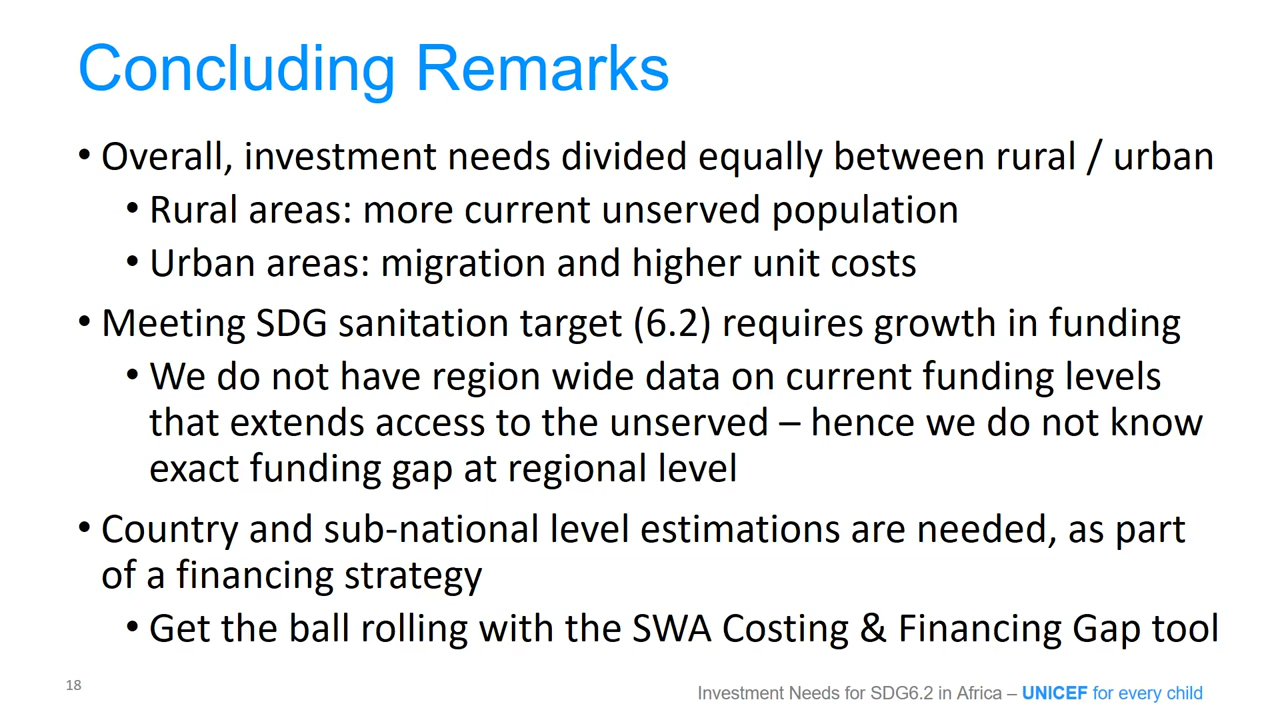 Concluding Remarks
• Overall, investment needs divided equally between rural / urban
• Rural areas: more current unserved population
• Urban areas: migration and higher unit costs
• Meeting SDG sanitation target (6.2) requires growth in funding
• We do not have region wide data on current funding levels
that extends access to the unserved – hence we do not know
exact funding gap at regional level
• Country and sub-national level estimations are needed, as part
of a financing strategy
• Get the ball rolling with the SWA Costing & Financing Gap tool
18
Investment Needs for SDG6.2 in Africa – UNICEF for every child